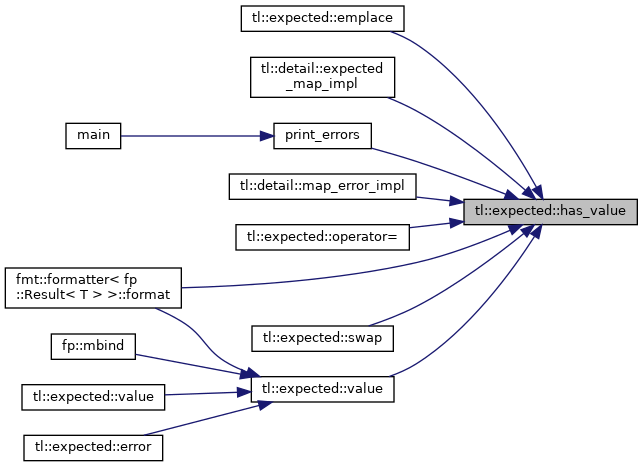 tl::expected::emplace
tl::detail::expected
_map_impl
main
print_errors
tl::detail::map_error_impl
tl::expected::has_value
tl::expected::operator=
fmt::formatter< fp
::Result< T > >::format
tl::expected::swap
fp::mbind
tl::expected::value
tl::expected::value
tl::expected::error